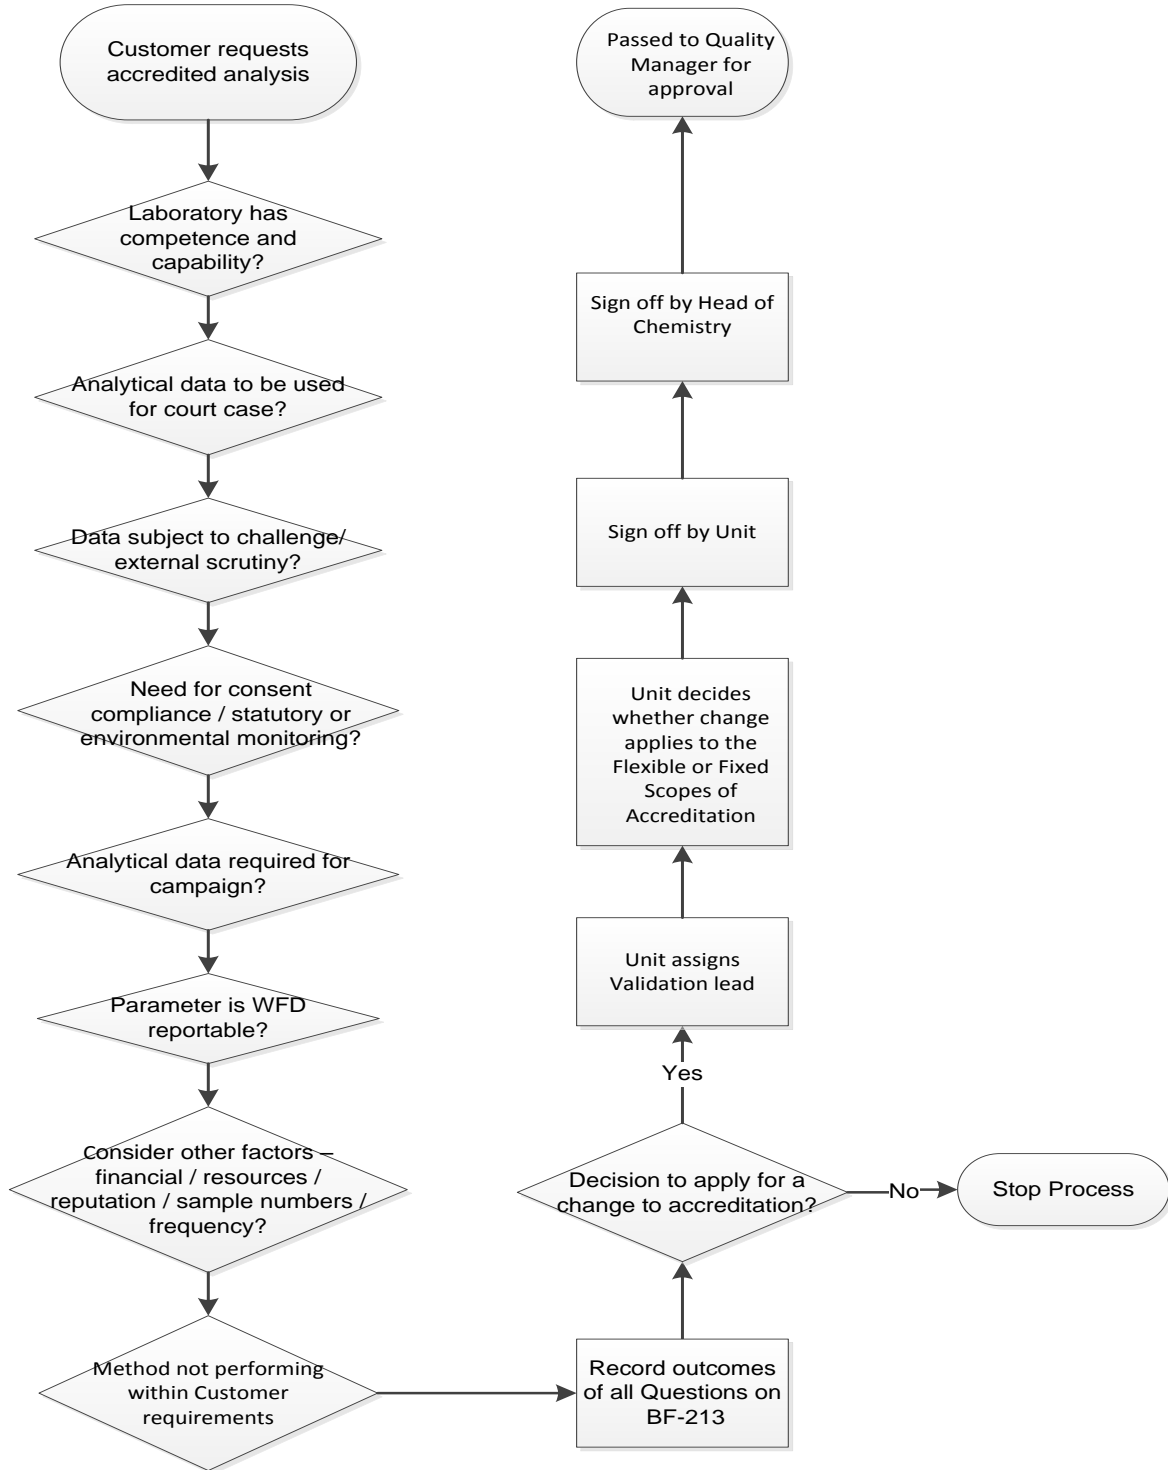 Customer requests
accredited analysis
Laboratory has
competence and
capability?
Analytical data to be used
for court case?
Data subject to challenge/
external scrutiny?
Need for consent
compliance / statutory or
environmental monitoring?
Analytical data required for
campaign?
Parameter is WFD
reportable?
Consider other factors –
financial / resources /
reputation / sample numbers /
frequency?
Method not performing
within Customer
requirements
Record outcomes
of all Questions on
BF-213
Decision to apply for a
change to accreditation?
No
Stop Process
Yes
Unit assigns
Validation lead
Unit decides
whether change
applies to the
Flexible or Fixed
Scopes of
Accreditation
Sign off by Unit
Sign off by Head of
Chemistry
Passed to Quality
Manager for
approval